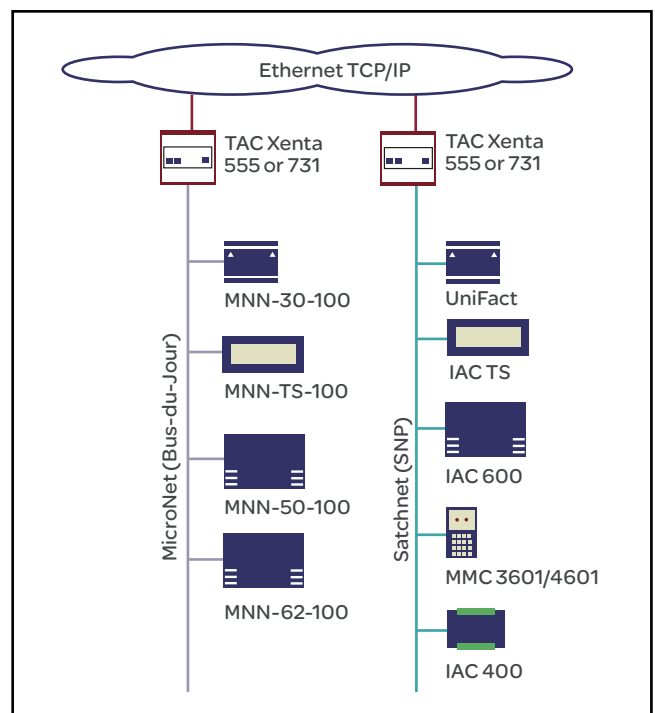 Ethernet TCP/IP
TAC Xenta
555 or 731
TAC Xenta
555 or 731
MicroNet (Bus-du-Jour)
MNN-30-100
MNN-TS-100
MNN-50-100
MNN-62-100
Satchnet (SNP)
UniFact
IAC TS
IAC 600
MMC 3601/4601
IAC 400